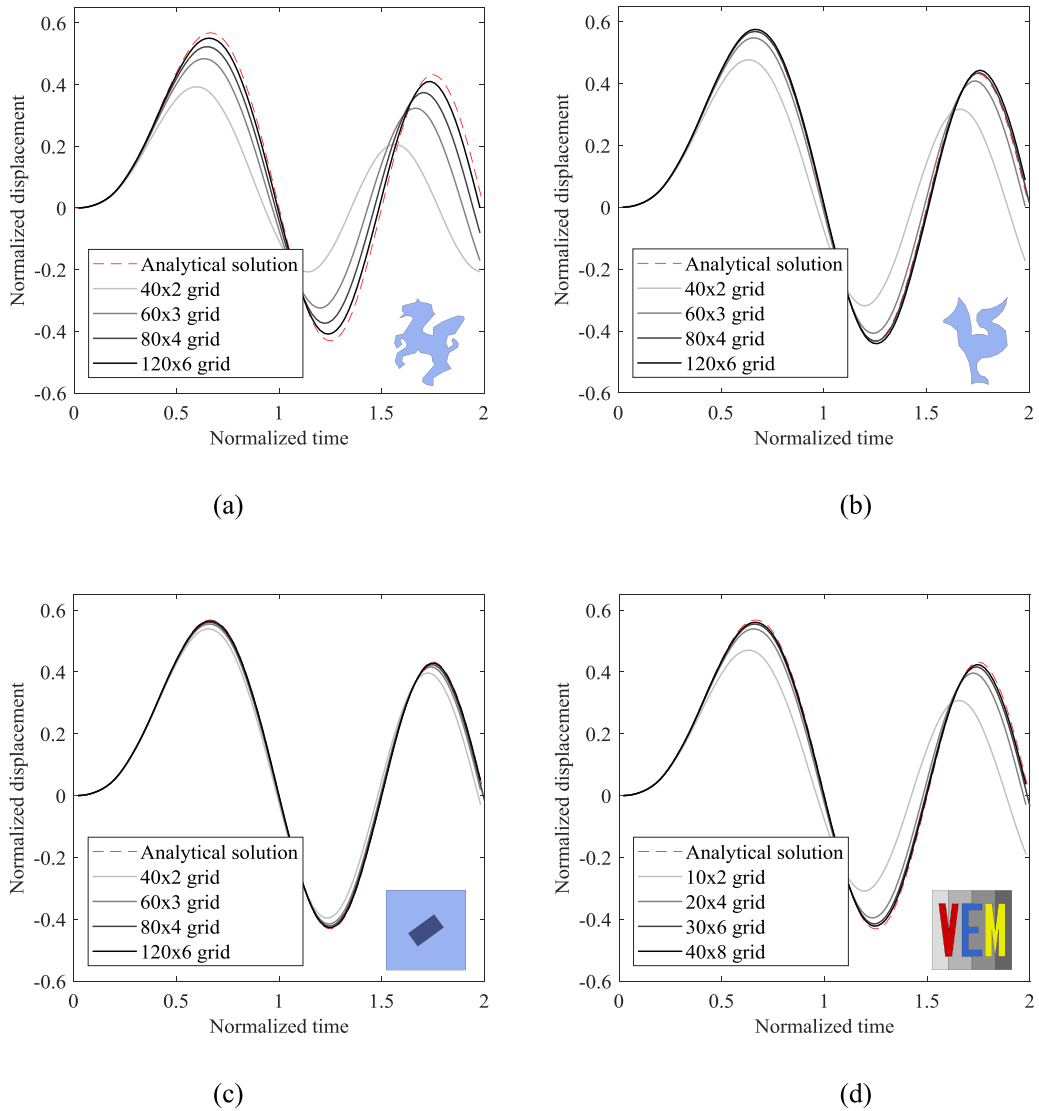 0.6
0.4
0.2
0
-0.2
-0.4
-0.6
Normalized displacement
Analytical solution
40x2 grid
60x3 grid
80x4 grid
120x6 grid
0
0.5
1
1.5
2
Normalized time
(a)
0.6
0.4
0.2
0
-0.2
-0.4
-0.6
Normalized displacement
Analytical solution
40x2 grid
60x3 grid
80x4 grid
120x6 grid
0
0.5
1
1.5
2
Normalized time
(b)
0.6
0.4
0.2
0
-0.2
-0.4
-0.6
Normalized displacement
Analytical solution
40x2 grid
60x3 grid
80x4 grid
120x6 grid
0
0.5
1
1.5
2
Normalized time
(c)
0.6
0.4
0.2
0
-0.2
-0.4
-0.6
Normalized displacement
Analytical solution
10x2 grid
20x4 grid
30x6 grid
40x8 grid
VEM
0
0.5
1
1.5
2
Normalized time
(d)